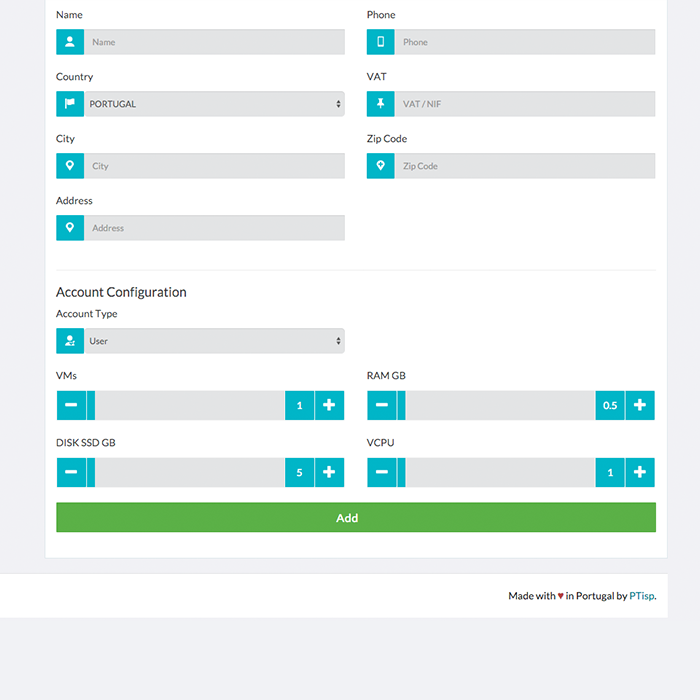 Name
Phone
Name
Phone
Country
VAT
PORTUGAL
VAT / NIF
City
Zip Code
City
Zip Code
Address
Address
Account Configuration
Account Type
User
VMs
RAM GB
1
0.5
DISK SSD GB
VCPU
5
1
Add
Made with ♥ in Portugal by PTisp.